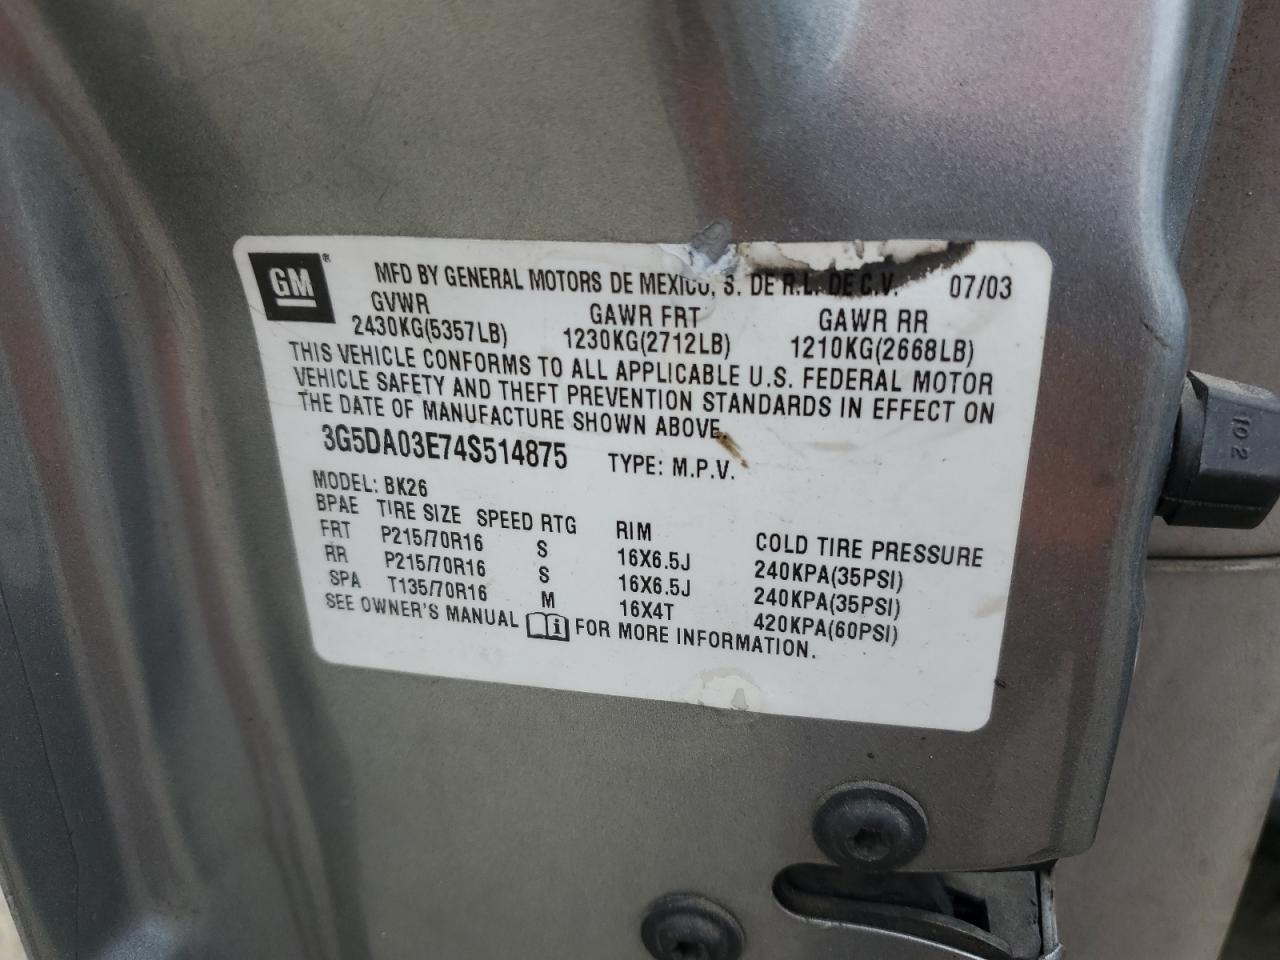 GM®
MFD BY GENERAL MOTORS DE MEXICO, S. DE R.L. DE C.V. 07/03
GVWR GAWR FRT GAWR RR
2430KG(5357LB) 1230KG(2712LB) 1210KG(2668LB)
THIS VEHICLE CONFORMS TO ALL APPLICABLE U.S. FEDERAL MOTOR
VEHICLE SAFETY AND THEFT PREVENTION STANDARDS IN EFFECT ON
THE DATE OF MANUFACTURE SHOWN ABOVE.
3G5DA03E74S514875 TYPE: M.P.V.
MODEL: BK26
BPAE TIRE SIZE SPEED RTG RIM COLD TIRE PRESSURE
FRT P215/70R16 S 16X6.5J 240KPA(35PSI)
RR P215/70R16 S 16X6.5J 240KPA(35PSI)
SPA T135/70R16 M 16X4T 420KPA(60PSI)
SEE OWNER'S MANUAL i FOR MORE INFORMATION.
10 2